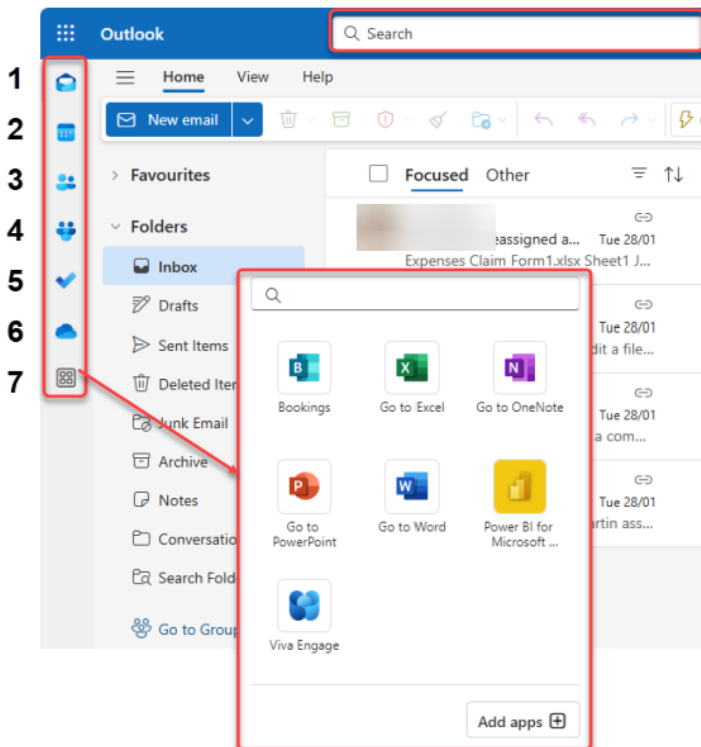 Outlook
Search
1
2
3
4
5
6
7
Home View Help
New email
Favourites
Focused Other
Folders
eassigned a... Tue 28/01
Expenses Claim Form1.xlsx Sheet1 J...
Inbox
Drafts
Tue 28/01
dit a file...
Sent Items
Deleted Iter
Junk Email
Tue 28/01
a com...
Archive
Notes
Tue 28/01
rtin ass...
Conversatio
Search Fold
Go to Group
B
X
N
Bookings
Go to Excel
Go to OneNote
P
W
Go to
PowerPoint
Go to Word
Power BI for
Microsoft ...
Viva Engage
Add apps